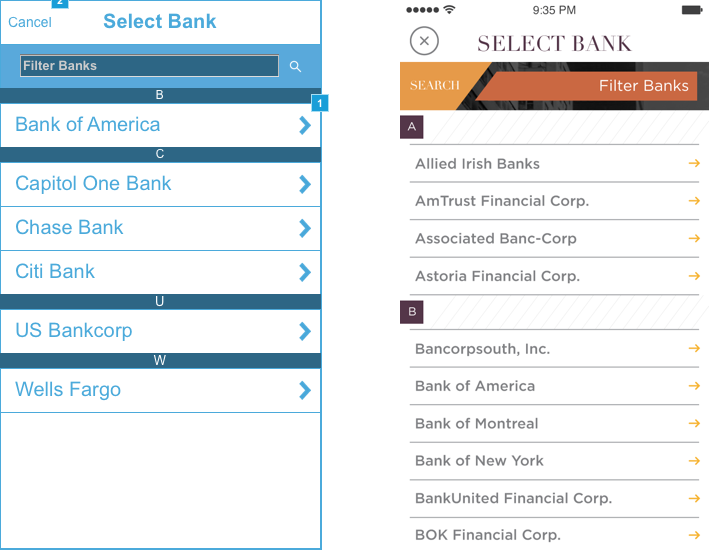 2
Cancel
Select Bank
Filter Banks
B
1
Bank of America
C
Capitol One Bank
Chase Bank
Citi Bank
U
US Bankcorp
W
Wells Fargo
9:35 PM
SELECT BANK
SEARCH
Filter Banks
A
Allied Irish Banks
AmTrust Financial Corp.
Associated Banc-Corp
Astoria Financial Corp.
B
Bancorpsouth, Inc.
Bank of America
Bank of Montreal
Bank of New York
BankUnited Financial Corp.
BOK Financial Corp.